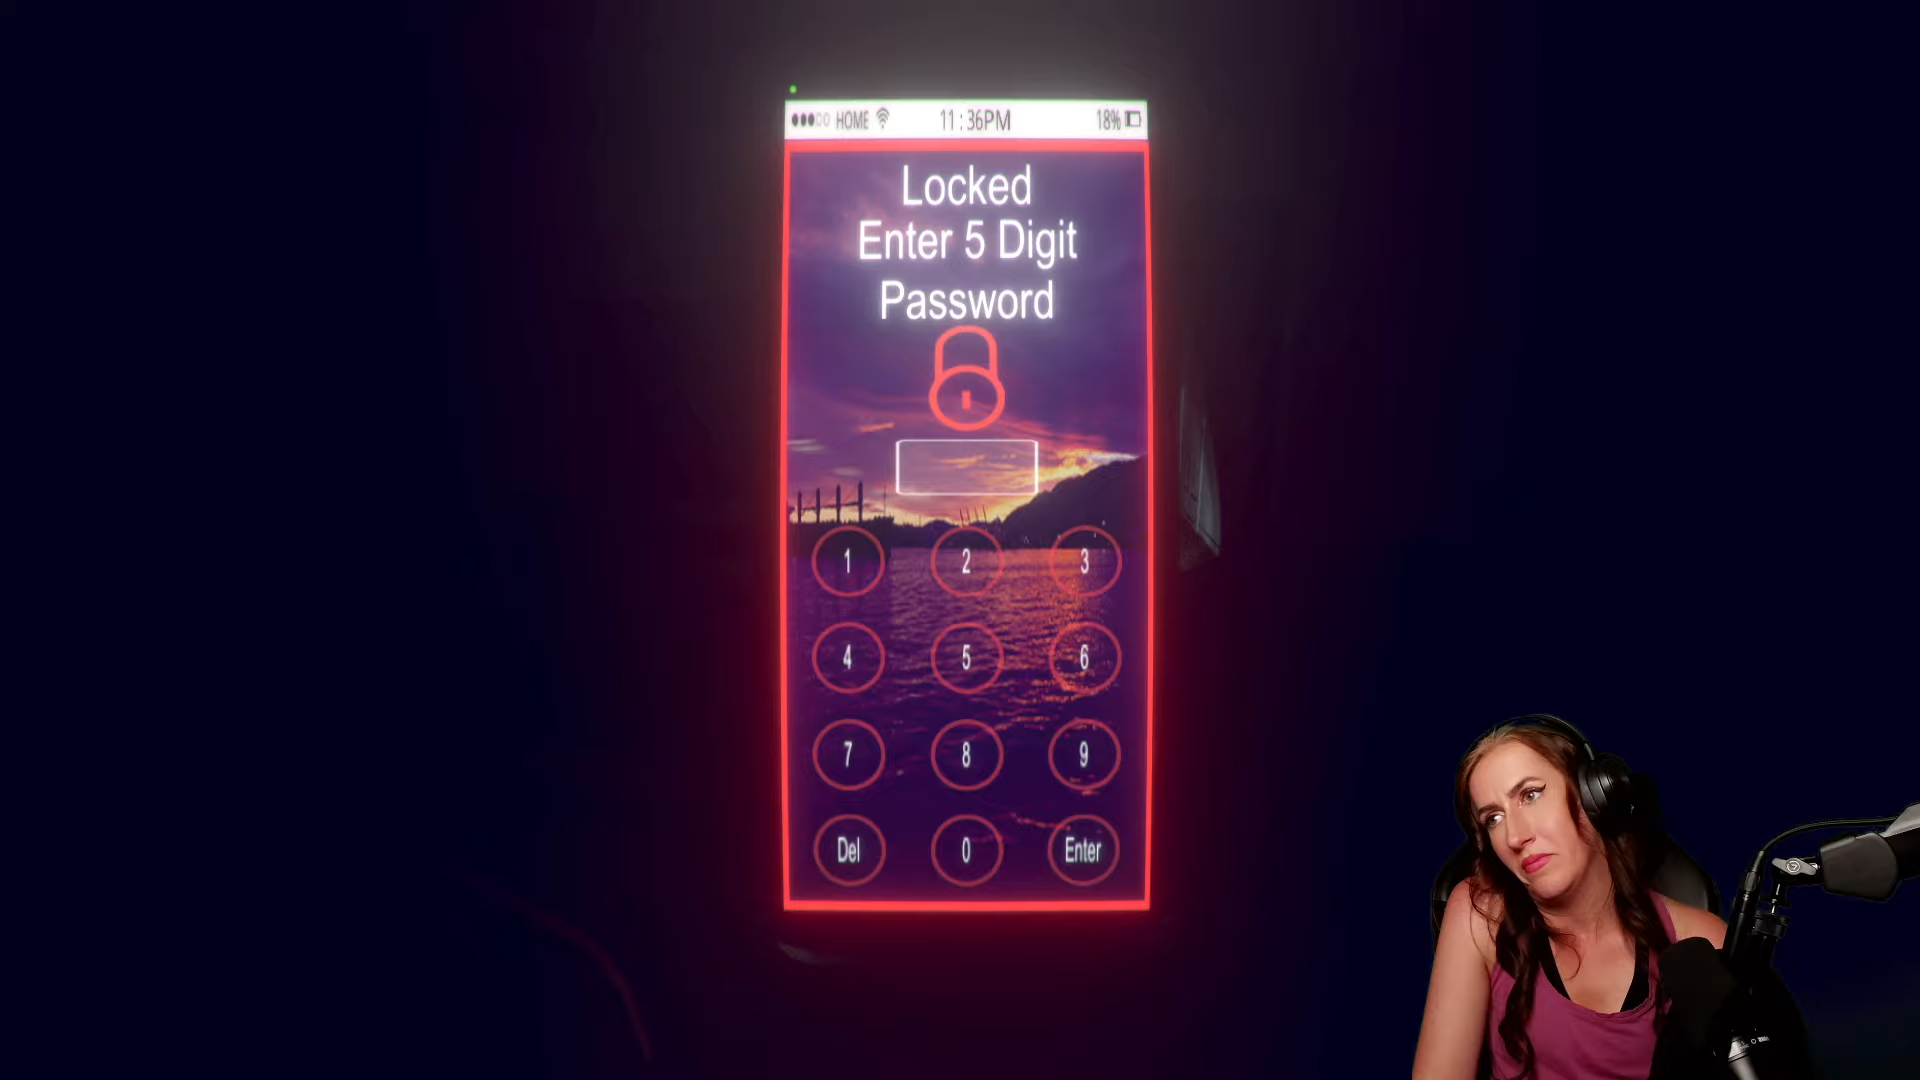 HOME 11:36PM 18%
Locked
Enter 5 Digit
Password
1 2 3
4 5 6
7 8 9
Del 0 Enter